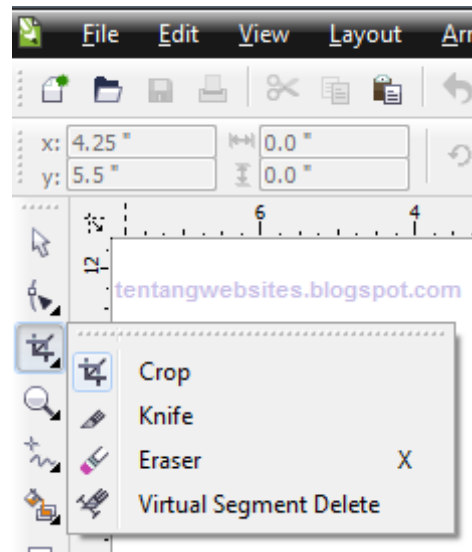 File Edit View Layout Arr
x: 4.25 " 0.0 "
y: 5.5 " 0.0 "
6 4
12
tentangwebsites.blogspot.com
Crop
Knife
Eraser X
Virtual Segment Delete